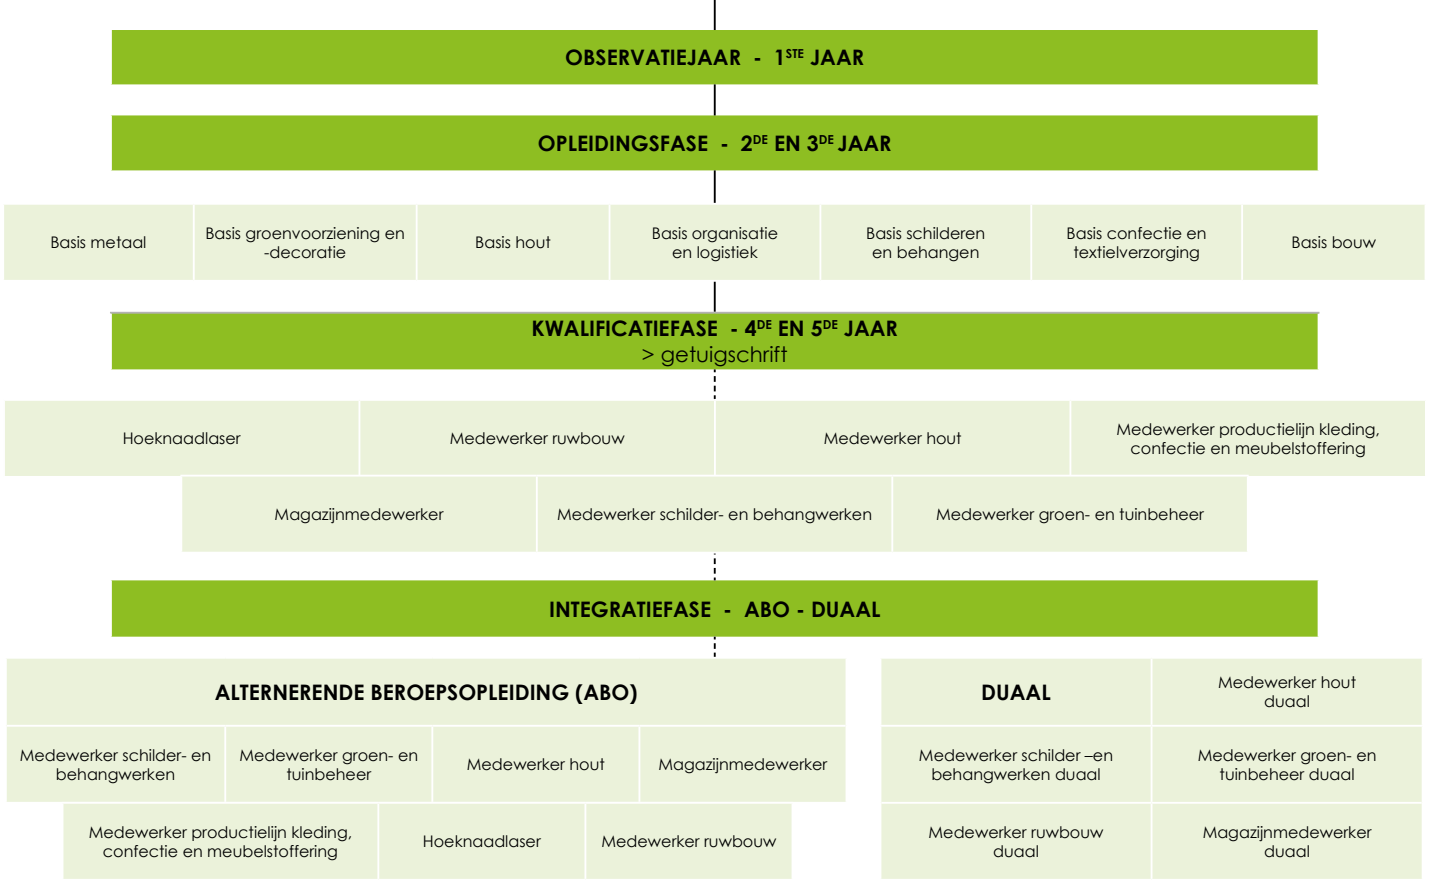 OBSERVATIEJAAR - 1STE JAAR
OPLEIDINGSFASE - 2DE EN 3DE JAAR
Basis metaal
Basis groenvoorziening en
-decoratie
Basis hout
Basis organisatie
en logistiek
Basis schilderen
en behangen
Basis confectie en
textielverzorging
Basis bouw
KWALIFICATIEFASE - 4DE EN 5DE JAAR
> getuigschrift
Hoeknaadlaser
Medewerker ruwbouw
Medewerker hout
Medewerker productielijn kleding,
confectie en meubelstoffering
Magazijnmedewerker
Medewerker schilder- en behangwerken
Medewerker groen- en tuinbeheer
INTEGRATIEFASE - ABO - DUAAL
ALTERNERENDE BEROEPSOPLEIDING (ABO)
Medewerker schilder- en
behangwerken
Medewerker groen- en
tuinbeheer
Medewerker hout
Magazijnmedewerker
Medewerker productielijn kleding,
confectie en meubelstoffering
Hoeknaadlaser
Medewerker ruwbouw
DUAAL
Medewerker hout
duaal
Medewerker schilder –en
behangwerken duaal
Medewerker groen- en
tuinbeheer duaal
Medewerker ruwbouw
duaal
Magazijnmedewerker
duaal